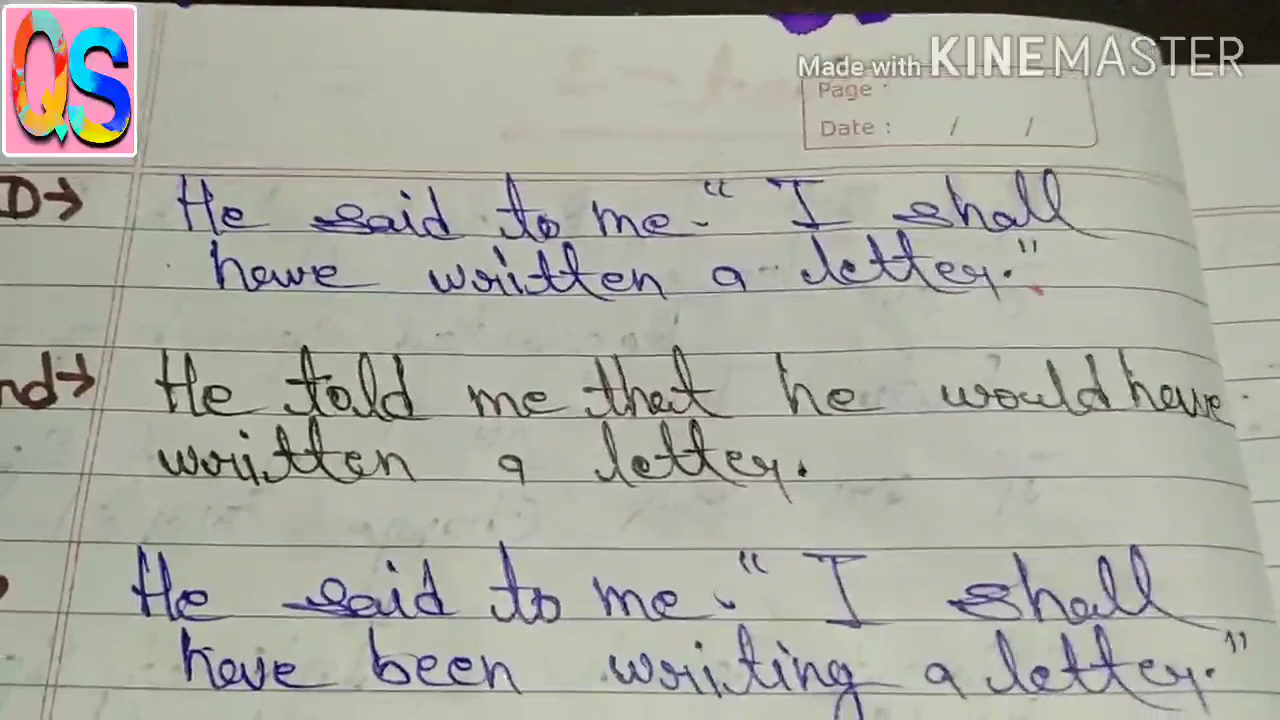 QS
Made with KINEMASTER
Page :
Date : / /
D→ He said to me. “ I shall
have written a letter.”
nd→ He told me that he would have
written a letter.
He said to me. “ I shall
have been writing a letter.”